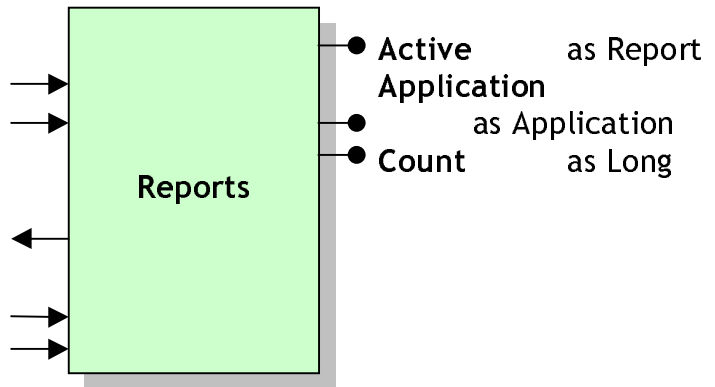 Active as Report
Application
as Application
Count as Long
Reports